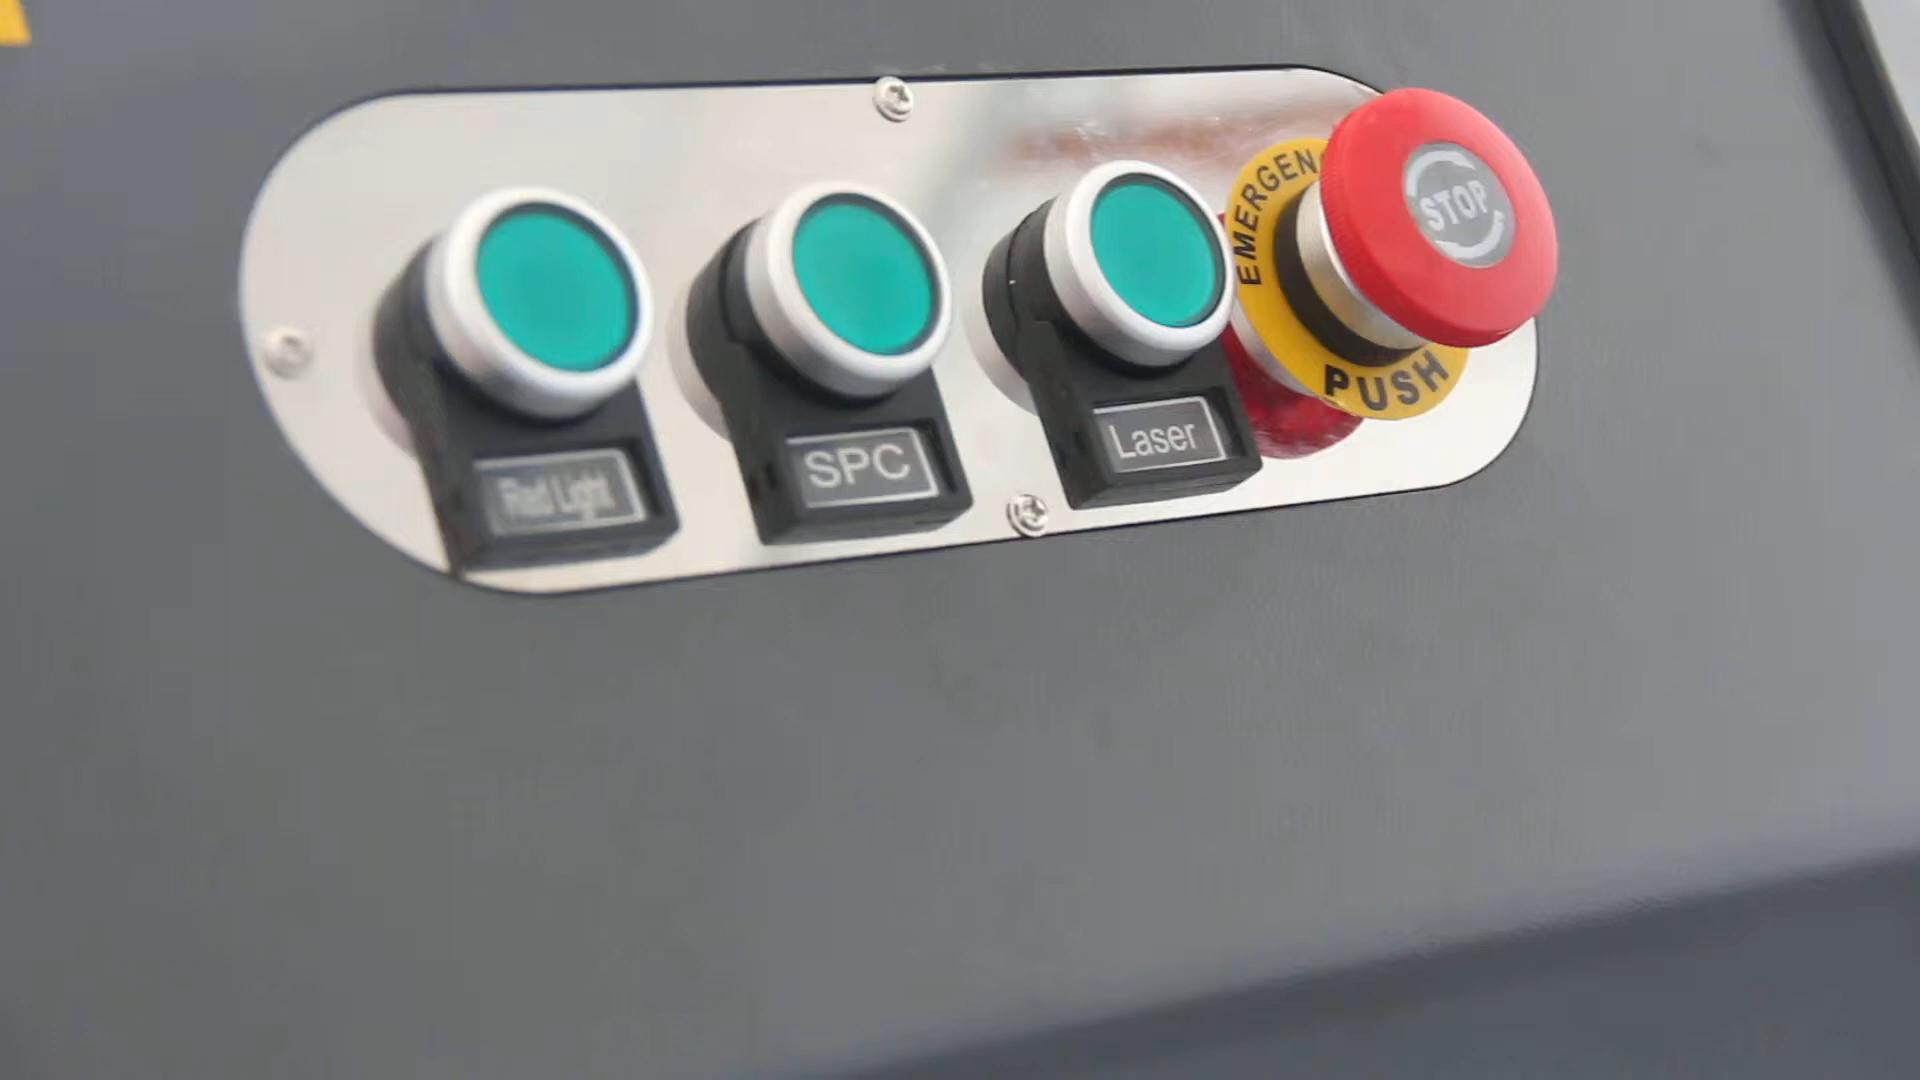 Red Light
SPC
Laser
EMERGEN
STOP
PUSH